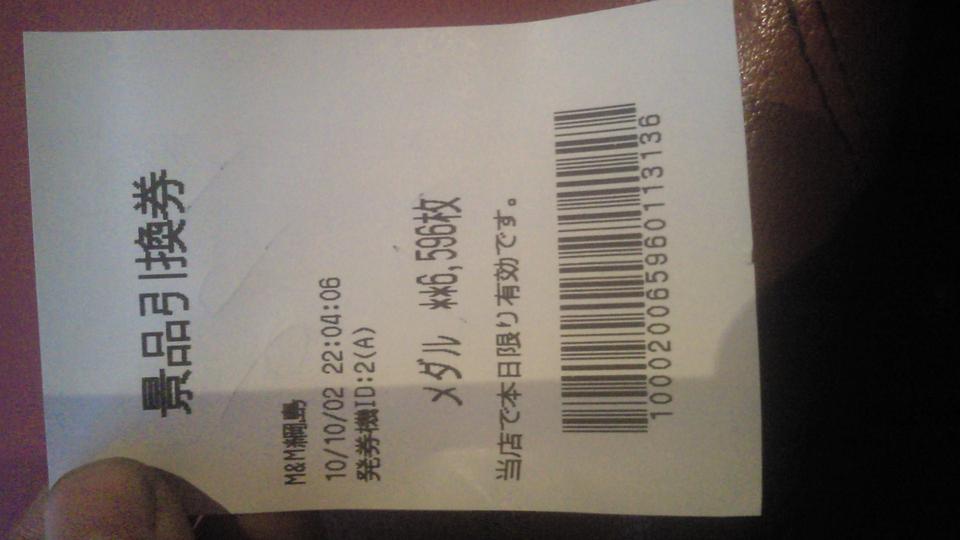 景品引換券
M&M綱島
10/10/02 22:04:06
発券機ID:2(A)
メダル **6,596枚
当店で本日限り有効です。
1000200659601131​36